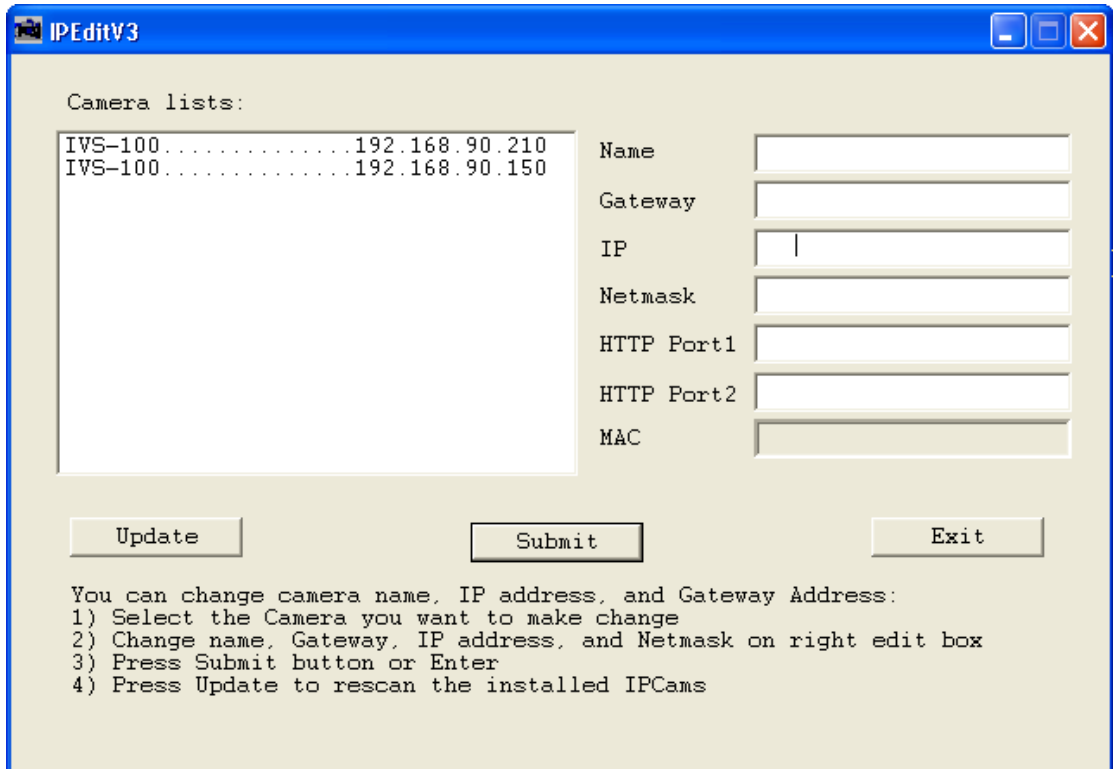 IPEditV3
Camera lists:
IVS-100..............192.168.90.210
IVS-100..............192.168.90.150
Name
Gateway
IP
Netmask
HTTP Port1
HTTP Port2
MAC
Update
Submit
Exit
You can change camera name, IP address, and Gateway Address:
1) Select the Camera you want to make change
2) Change name, Gateway, IP address, and Netmask on right edit box
3) Press Submit button or Enter
4) Press Update to rescan the installed IPCams